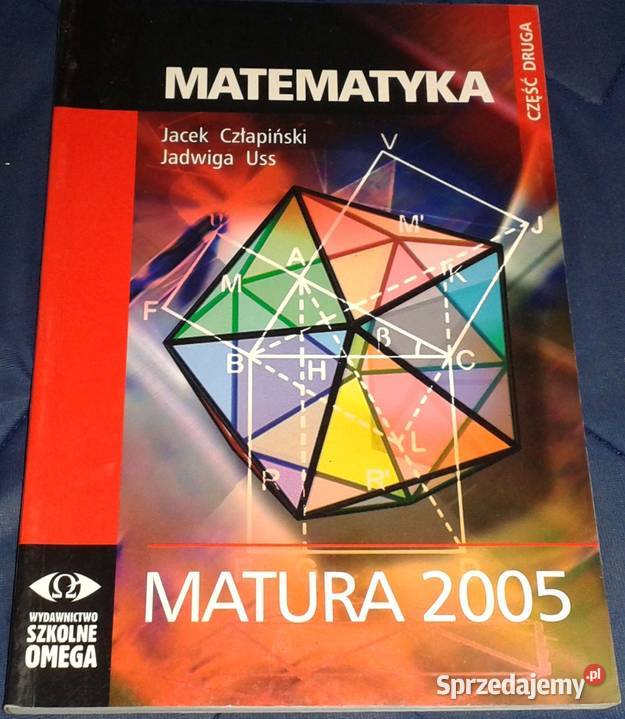 MATEMATYKA
CZĘŚĆ DRUGA
Jacek Człapiński
Jadwiga Uss
V
U
M'
J
A
M
K
F
β
B
H
C
L
P
R'
MATURA 2005
WYDAWNICTWO
SZKOLNE
OMEGA
Sprzedajemy.pl